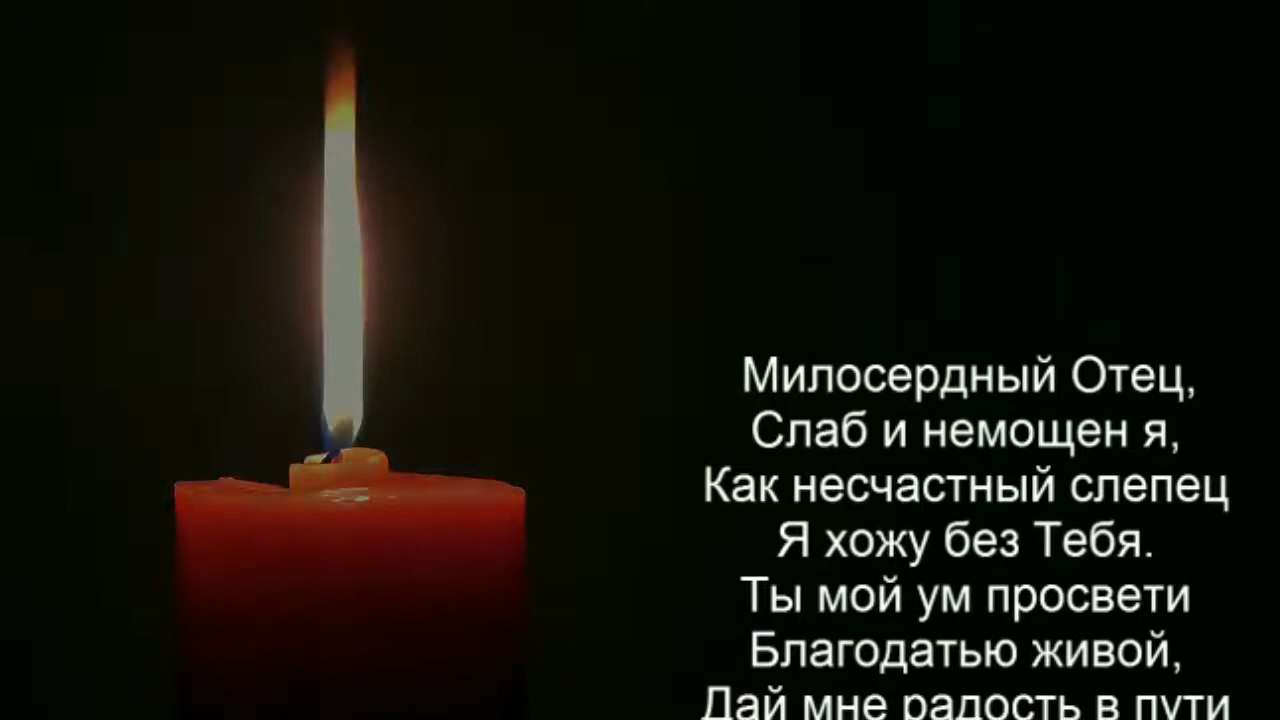 Милосердный Отец,
Слаб и немощен я,
Как несчастный слепец
Я хожу без Тебя.
Ты мой ум просвети
Благодатью живой,
Дай мне радость в пути